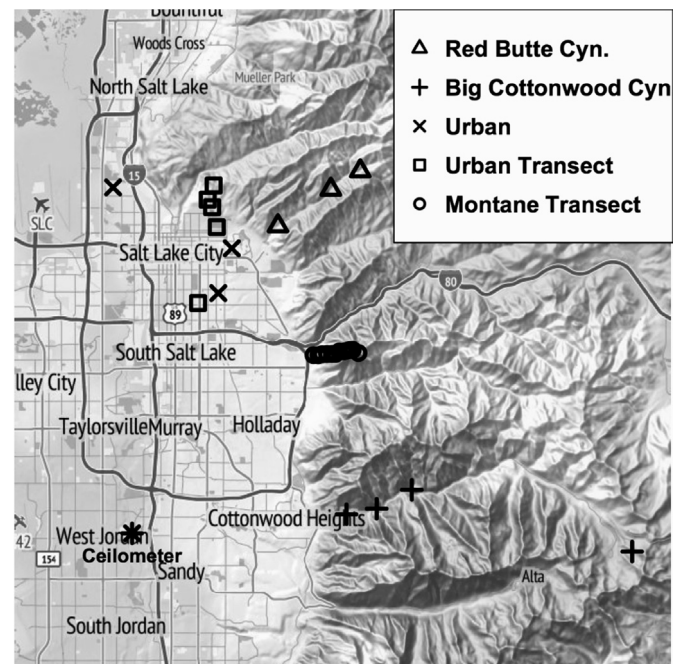 Bountiful
Woods Cross
Mueller Park
North Salt Lake
Red Butte Cyn.
Big Cottonwood Cyn
Urban
Urban Transect
Montane Transect
15
SLC
Salt Lake City
80
89
South Salt Lake
lley City
Taylorsville
Murray
Holladay
Cottonwood Heights
42
West Jordan
Ceilometer
154
Sandy
Alta
South Jordan